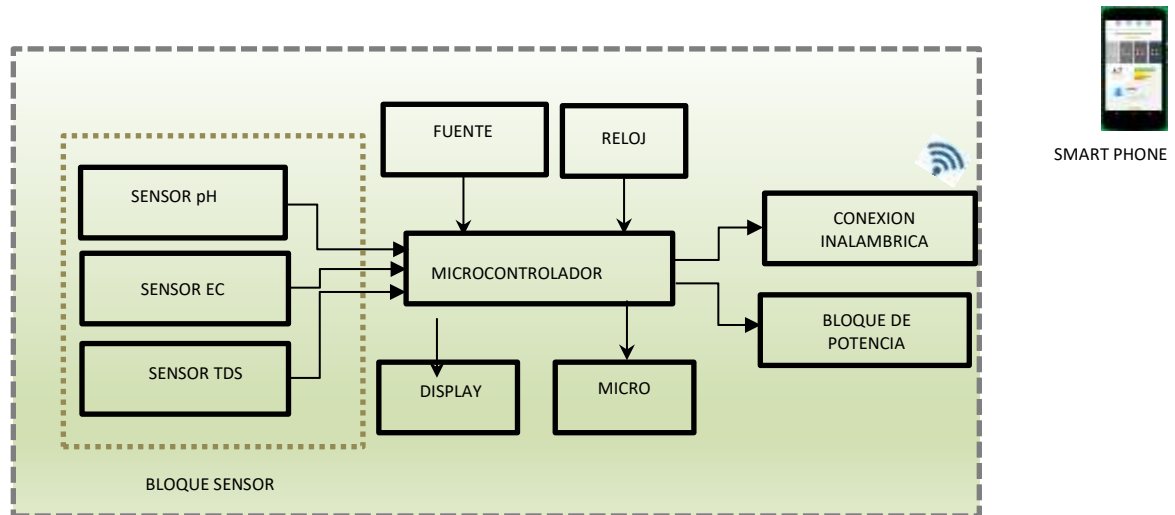 FUENTE
RELOJ
SMART PHONE
SENSOR pH
CONEXION
INALAMBRICA
MICROCONTROLADOR
SENSOR EC
BLOQUE DE
POTENCIA
SENSOR TDS
DISPLAY
MICRO
BLOQUE SENSOR